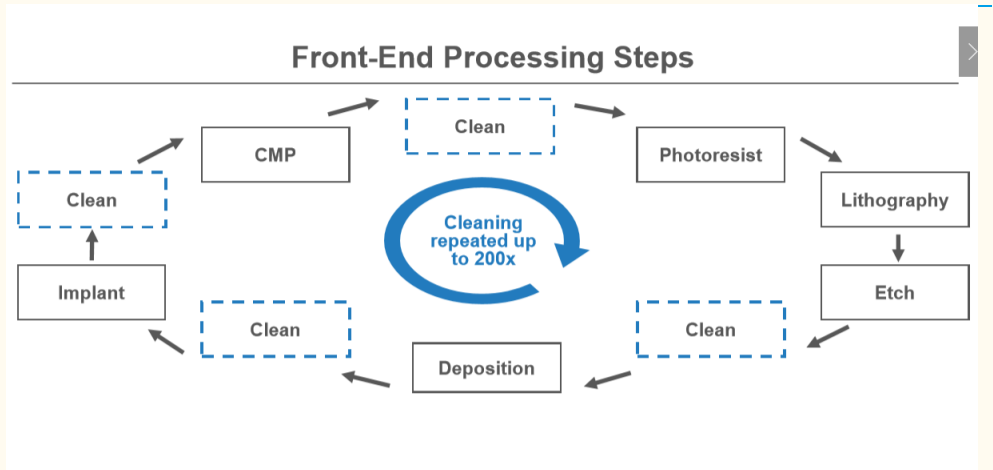 Front-End Processing Steps
Clean
CMP
Photoresist
Clean
Lithography
Cleaning
repeated up
to 200x
Implant
Etch
Clean
Clean
Deposition